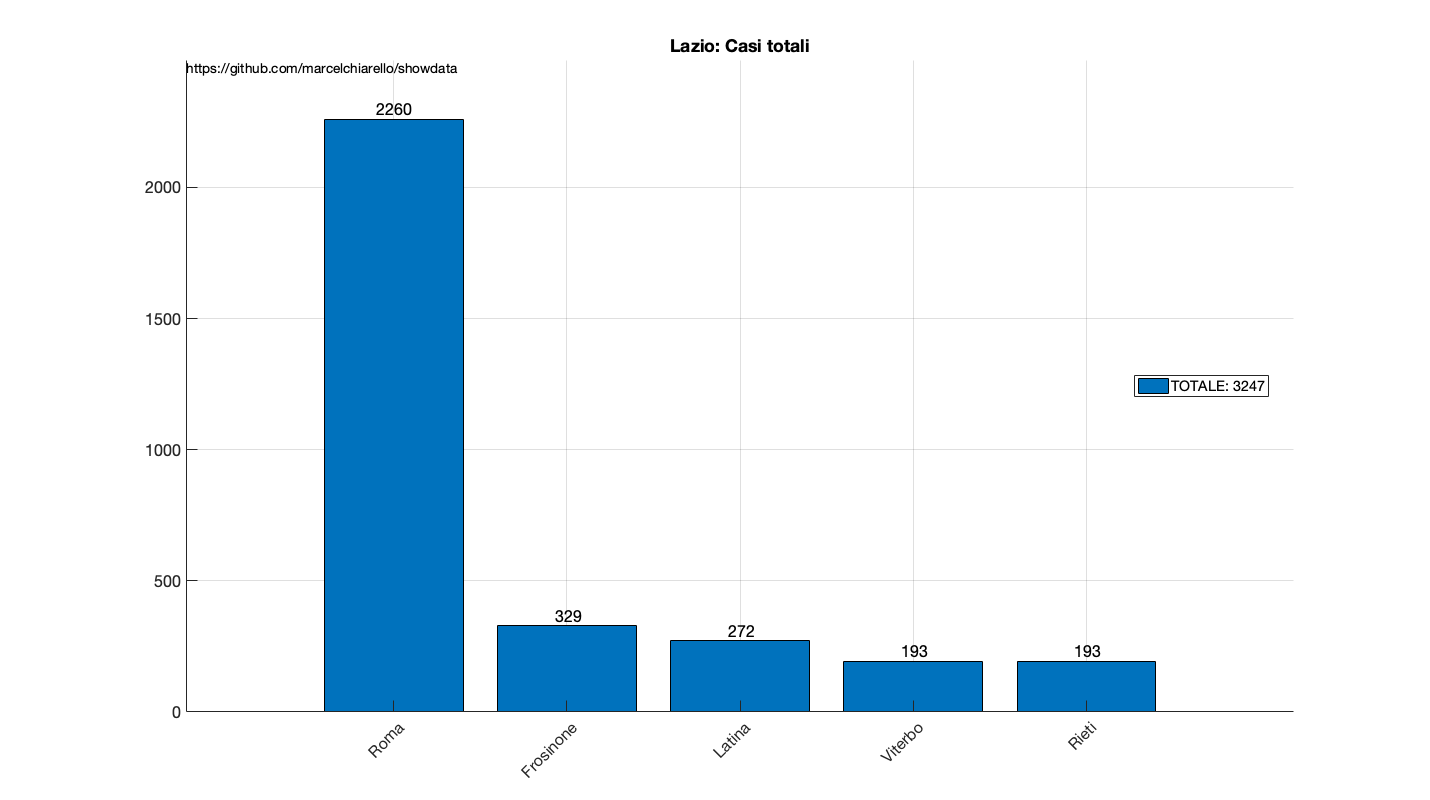 Lazio: Casi totali
https://github.com/marcelchiarello/showdata
2260
2000
1500
TOTALE: 3247
1000
500
329
272
193
193
0
Roma
Frosinone
Latina
Viterbo
Rieti